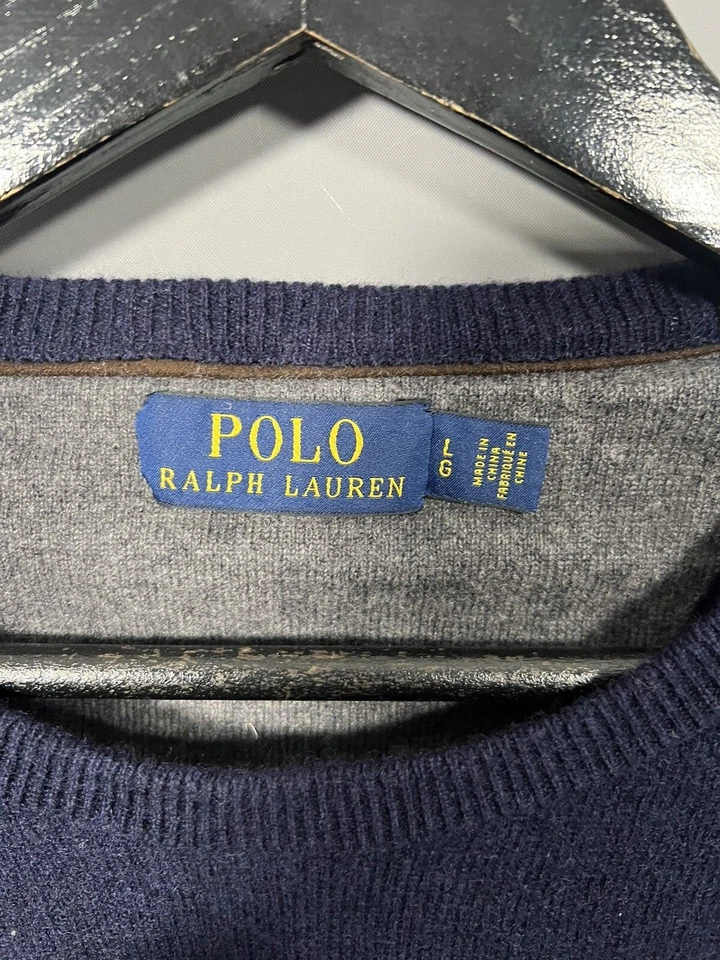 POLO
RALPH LAUREN
L
G
MADE IN
CHINA
FABRIQUÉ EN
CHINE